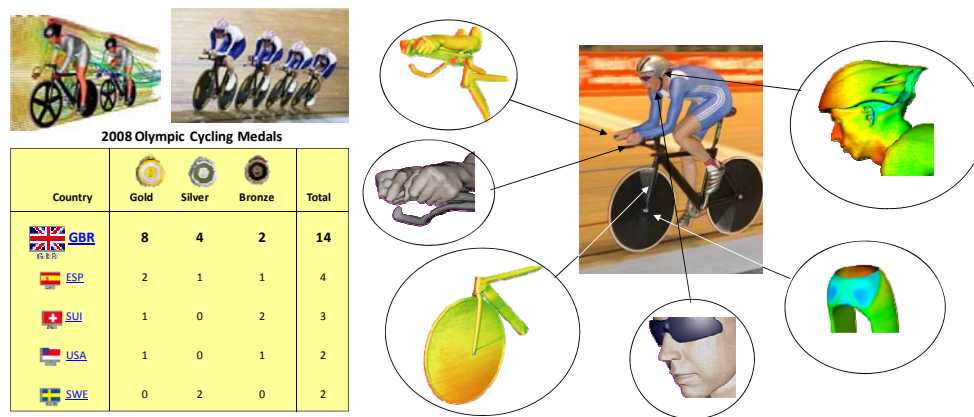 2008 Olympic Cycling Medals
Country Gold Silver Bronze Total
GBR 8 4 2 14
ESP 2 1 1 4
SUI 1 0 2 3
USA 1 0 1 2
SWE 0 2 0 2